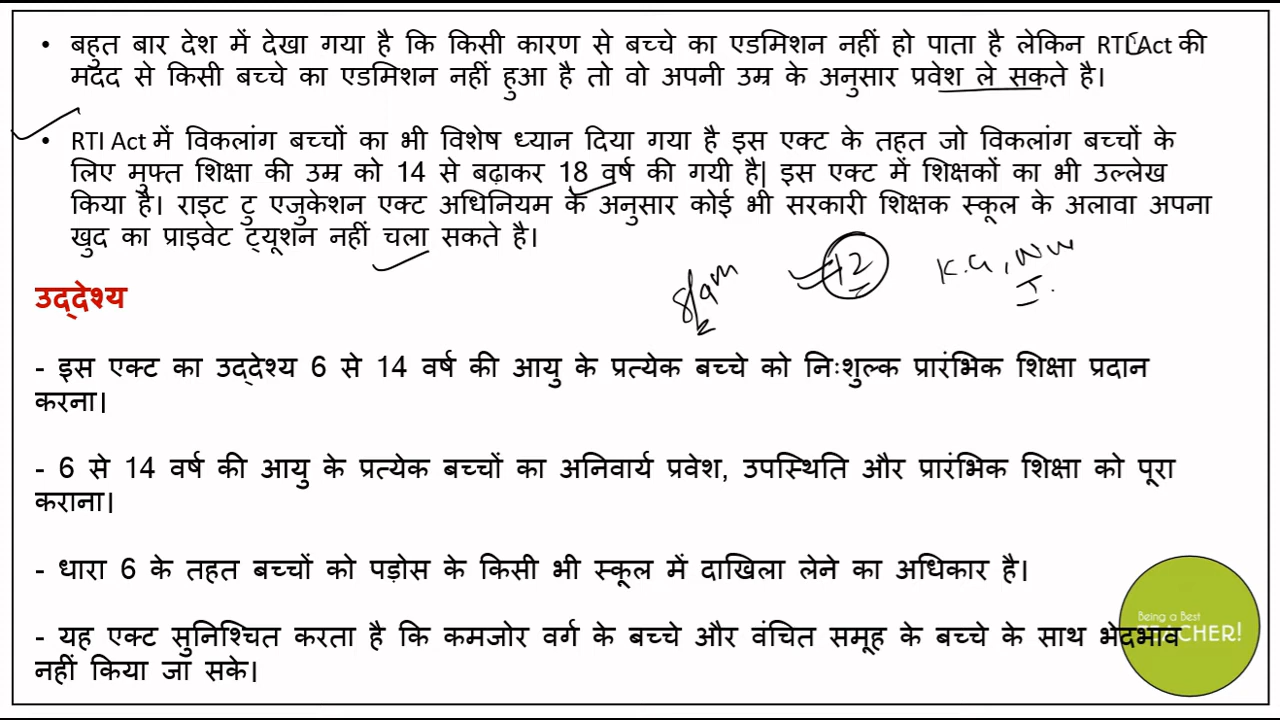 • बहुत बार देश में देखा गया है कि किसी कारण से बच्चे का एडमिशन नहीं हो पाता है लेकिन RTI Act की
मदद से किसी बच्चे का एडमिशन नहीं हुआ है तो वो अपनी उम्र के अनुसार प्रवेश ले सकते है।
• RTI Act में विकलांग बच्चों का भी विशेष ध्यान दिया गया है इस एक्ट के तहत जो विकलांग बच्चों के
लिए मुफ्त शिक्षा की उम्र को 14 से बढ़ाकर 18 वर्ष की गयी है| इस एक्ट में शिक्षकों का भी उल्लेख
किया है। राइट टु एजुकेशन एक्ट अधिनियम के अनुसार कोई भी सरकारी शिक्षक स्कूल के अलावा अपना
खुद का प्राइवेट ट्यूशन नहीं चला सकते है।
12 K.G,
उद्देश्य
- इस एक्ट का उद्देश्य 6 से 14 वर्ष की आयु के प्रत्येक बच्चे को निःशुल्क प्रारंभिक शिक्षा प्रदान
करना।
- 6 से 14 वर्ष की आयु के प्रत्येक बच्चों का अनिवार्य प्रवेश, उपस्थिति और प्रारंभिक शिक्षा को पूरा
कराना।
- धारा 6 के तहत बच्चों को पड़ोस के किसी भी स्कूल में दाखिला लेने का अधिकार है।
Being a Best
TEACHER!
- यह एक्ट सुनिश्चित करता है कि कमजोर वर्ग के बच्चे और वंचित समूह के बच्चे के साथ भेदभाव
नहीं किया जा सके।